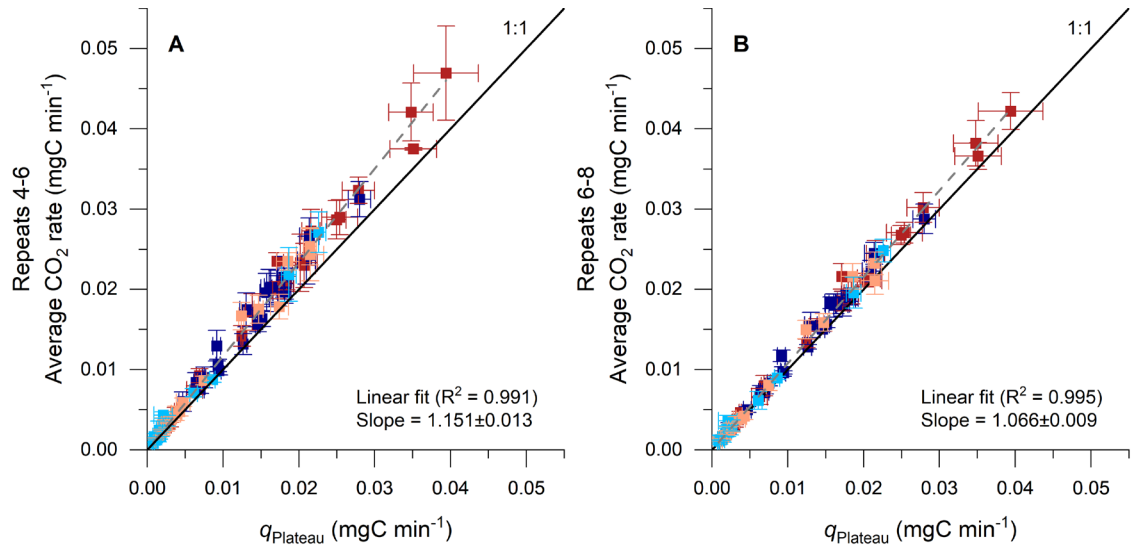 A
1:1
0.05
0.04
0.03
0.02
0.01
0.00
Repeats 4-6
Average CO₂ rate (mgC min⁻¹)
Linear fit (R² = 0.991)
Slope = 1.151±0.013
0.00 0.01 0.02 0.03 0.04 0.05
qPlateau (mgC min⁻¹)
B
1:1
0.05
0.04
0.03
0.02
0.01
0.00
Repeats 6-8
Average CO₂ rate (mgC min⁻¹)
Linear fit (R² = 0.995)
Slope = 1.066±0.009
0.00 0.01 0.02 0.03 0.04 0.05
qPlateau (mgC min⁻¹)